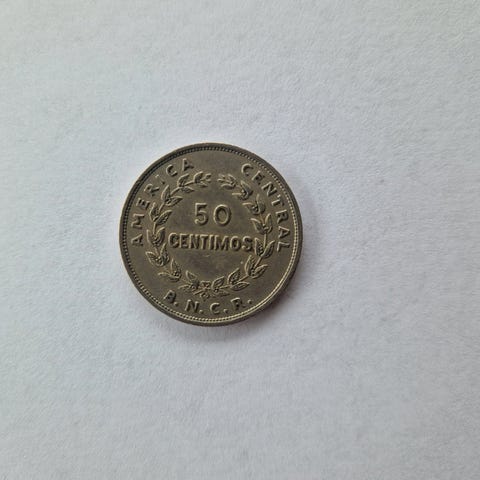 AMERICA CENTRAL
50
CENTIMOS
B.N.C.R.